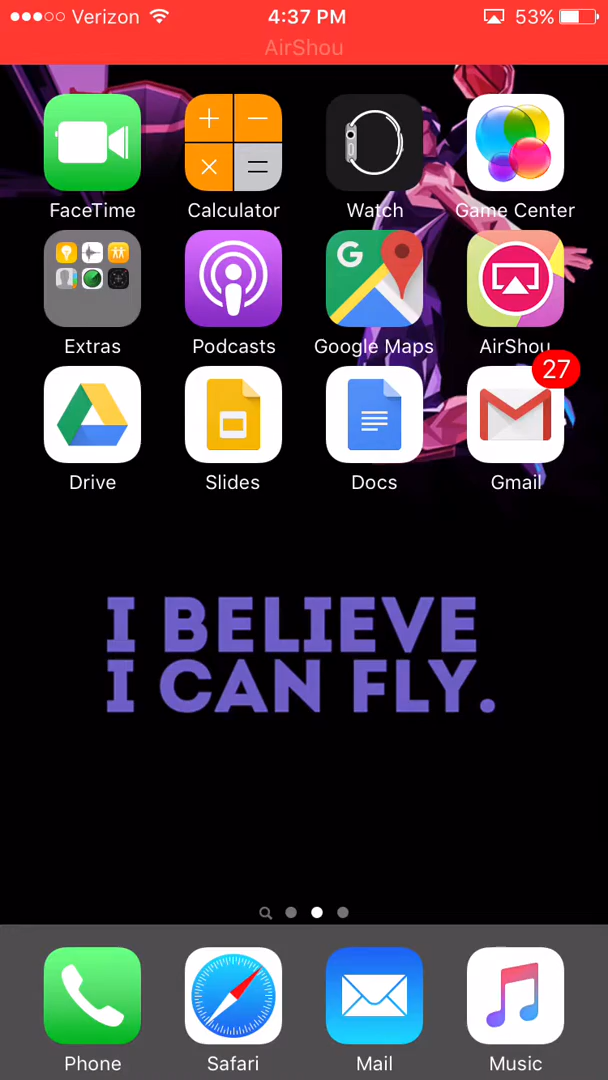 Verizon 4:37 PM 53%
AirShou
FaceTime Calculator Watch Game Center
G
Extras Podcasts Google Maps AirShou
27
Drive Slides Docs Gmail
I BELIEVE
I CAN FLY.
Phone Safari Mail Music